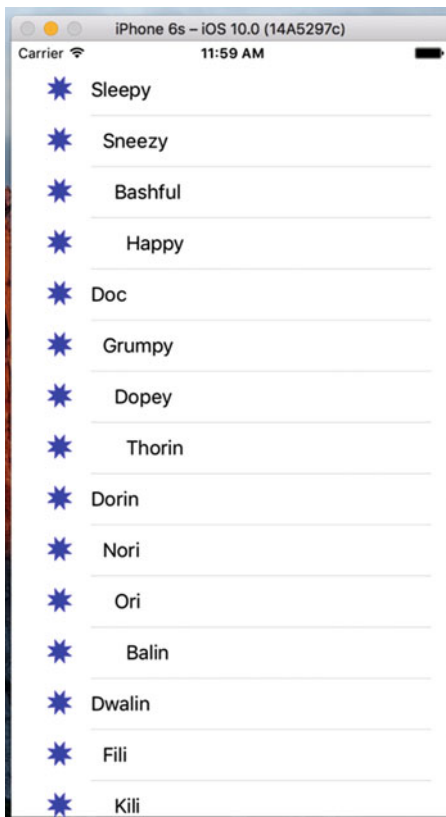 iPhone 6s – iOS 10.0 (14A5297c)
Carrier 11:59 AM
Sleepy
Sneezy
Bashful
Happy
Doc
Grumpy
Dopey
Thorin
Dorin
Nori
Ori
Balin
Dwalin
Fili
Kili